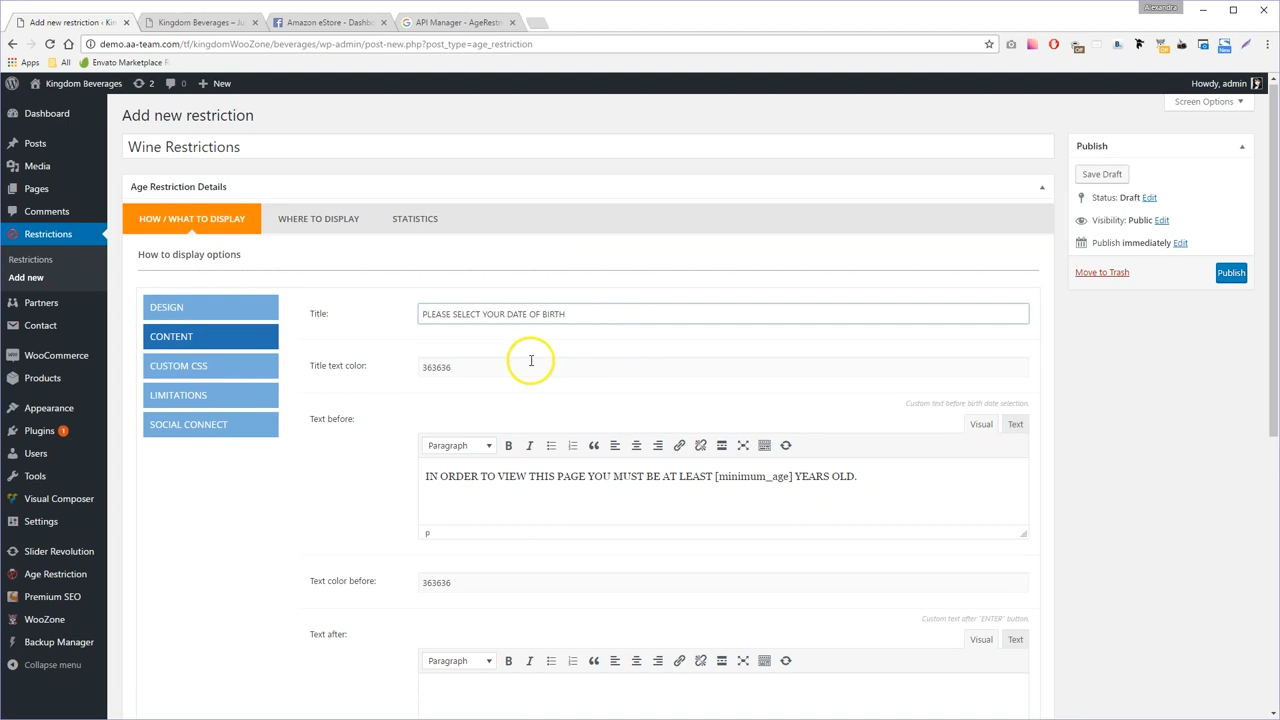 Alexandra
Add new restriction ‹ Kin
Kingdom Beverages – Ju
Amazon eStore - Dashbo
API Manager - AgeRestri
demo.aa-team.com/tf/kingdomWooZone/beverages/wp-admin/post-new.php?post_type=age_restriction
Apps
All
Envato Marketplace
Kingdom Beverages
2
0
New
Howdy, admin
Screen Options
Dashboard
Posts
Media
Pages
Comments
Restrictions
Restrictions
Add new
Partners
Contact
WooCommerce
Products
Appearance
Plugins 1
Users
Tools
Visual Composer
Settings
Slider Revolution
Age Restriction
Premium SEO
WooZone
Backup Manager
Collapse menu
Add new restriction
Wine Restrictions
Age Restriction Details
HOW / WHAT TO DISPLAY
WHERE TO DISPLAY
STATISTICS
How to display options
DESIGN
CONTENT
CUSTOM CSS
LIMITATIONS
SOCIAL CONNECT
Title:
PLEASE SELECT YOUR DATE OF BIRTH
Title text color:
363636
Custom text before birth date selection.
Text before:
Visual
Text
Paragraph
IN ORDER TO VIEW THIS PAGE YOU MUST BE AT LEAST [minimum_age] YEARS OLD.
p
Text color before:
363636
Custom text after "ENTER" button.
Text after:
Visual
Text
Paragraph
Publish
Save Draft
Status: Draft Edit
Visibility: Public Edit
Publish immediately Edit
Move to Trash
Publish